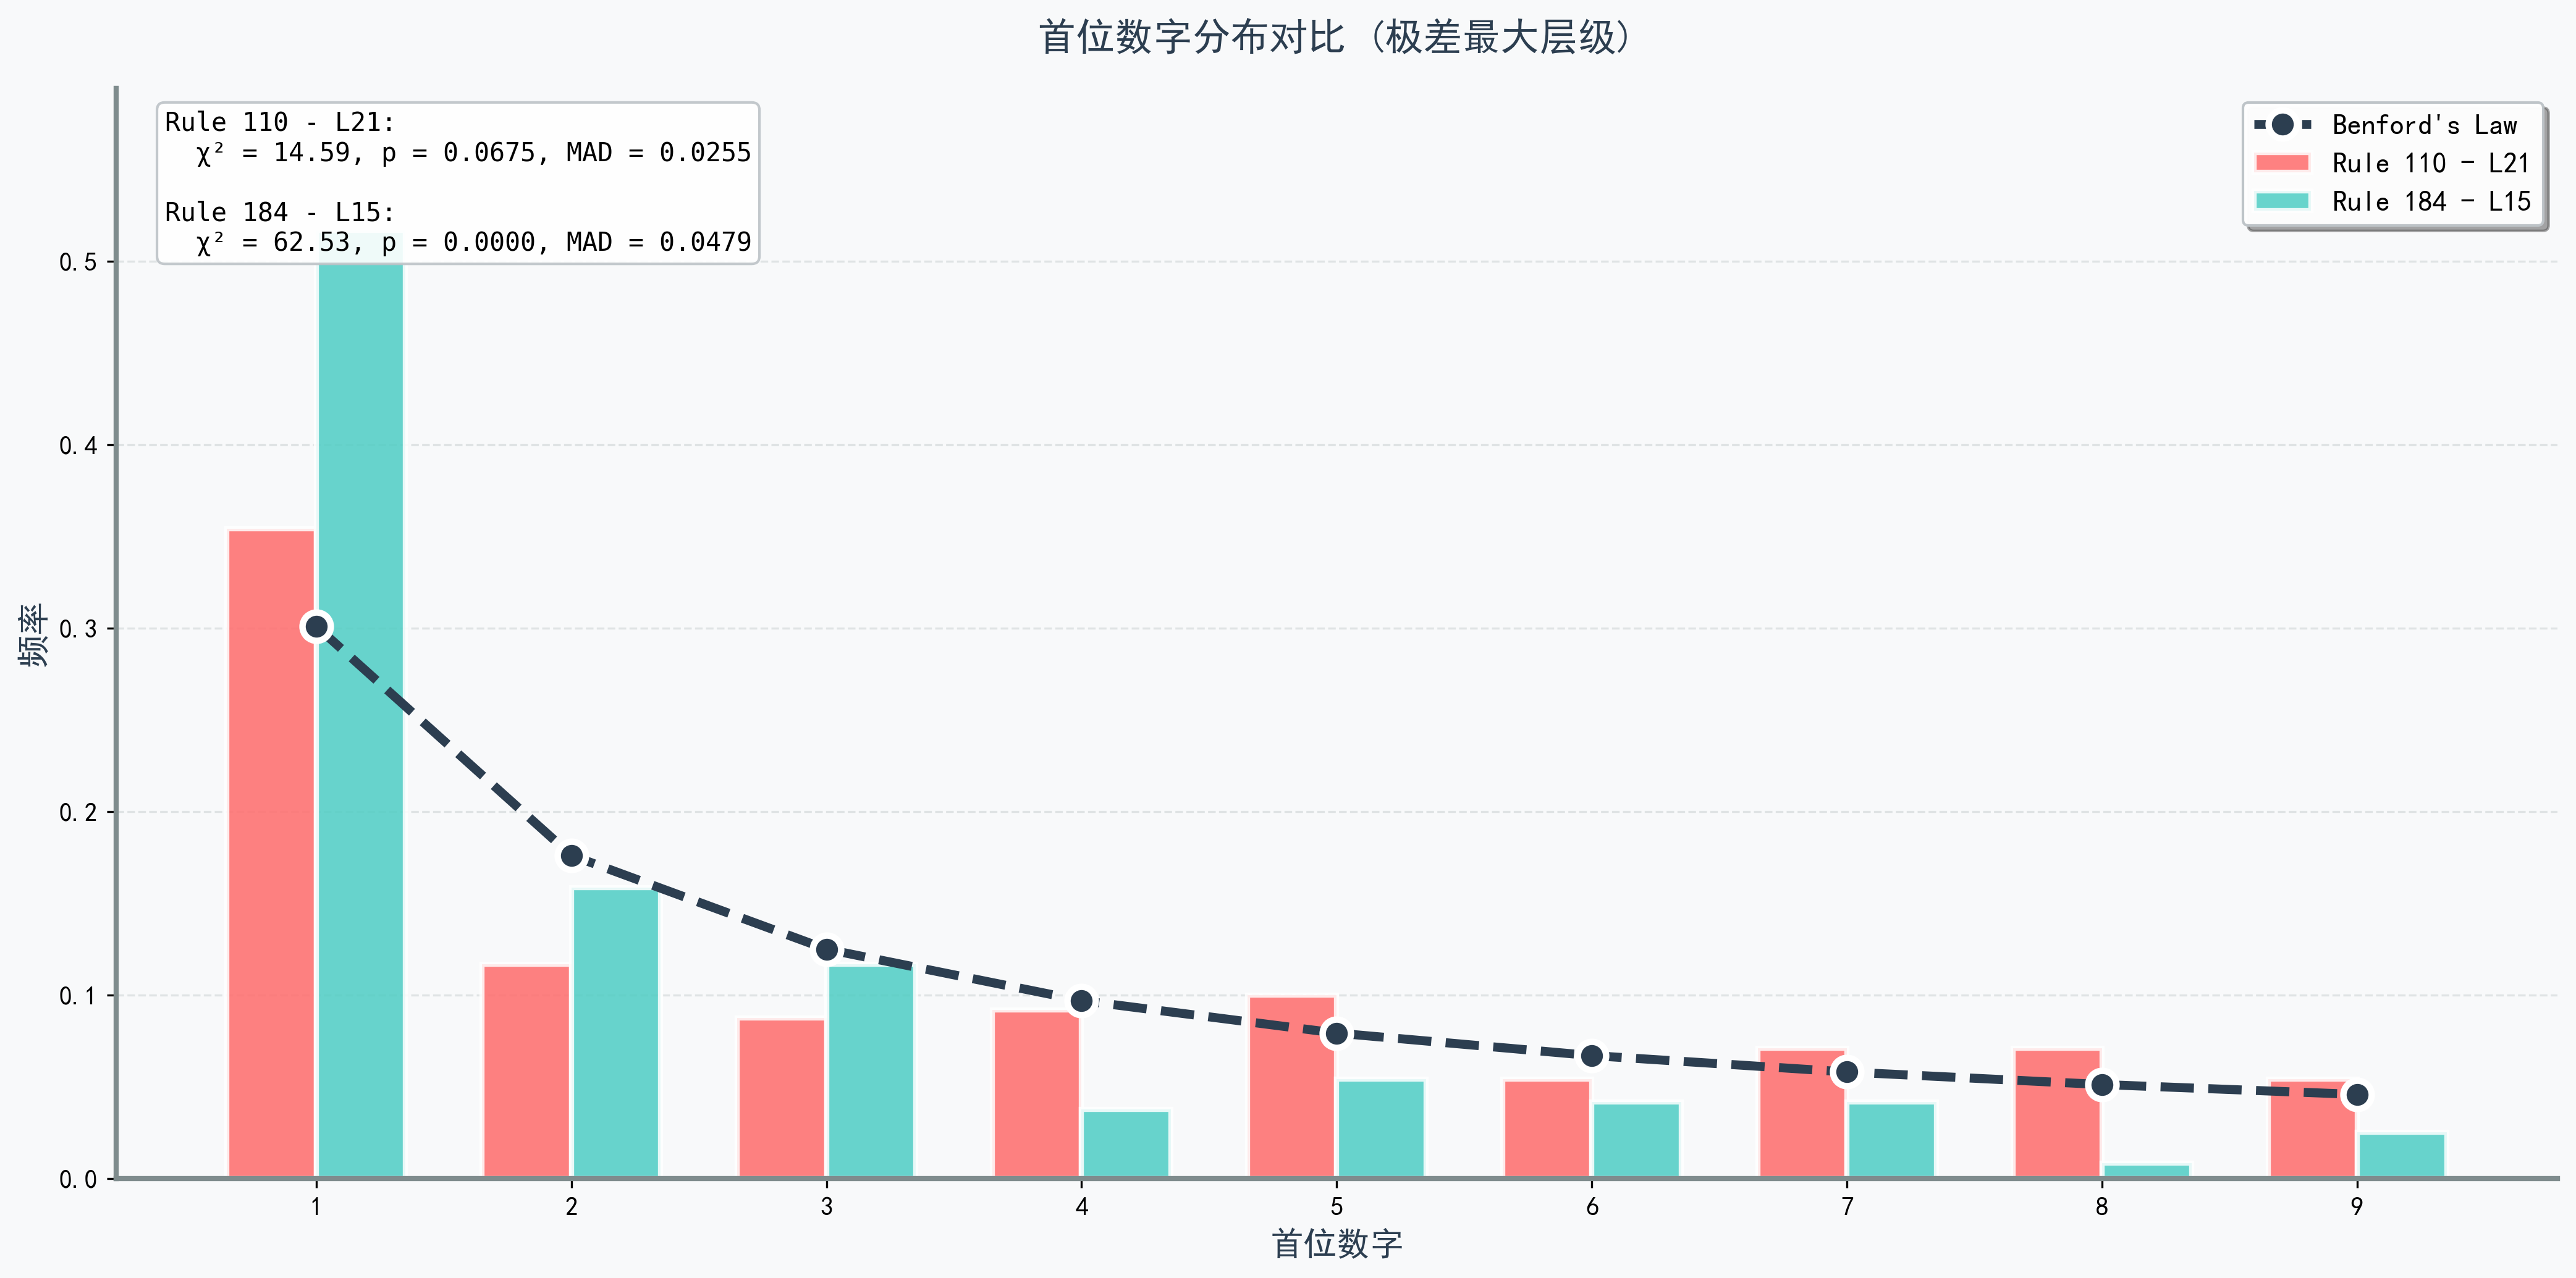 首位数字分布对比 (极差最大层级)
Rule 110 - L21:
χ² = 14.59, p = 0.0675, MAD = 0.0255
Rule 184 - L15:
χ² = 62.53, p = 0.0000, MAD = 0.0479
Benford's Law
Rule 110 - L21
Rule 184 - L15
频率
0.5
0.4
0.3
0.2
0.1
0.0
1 2 3 4 5 6 7 8 9
首位数字